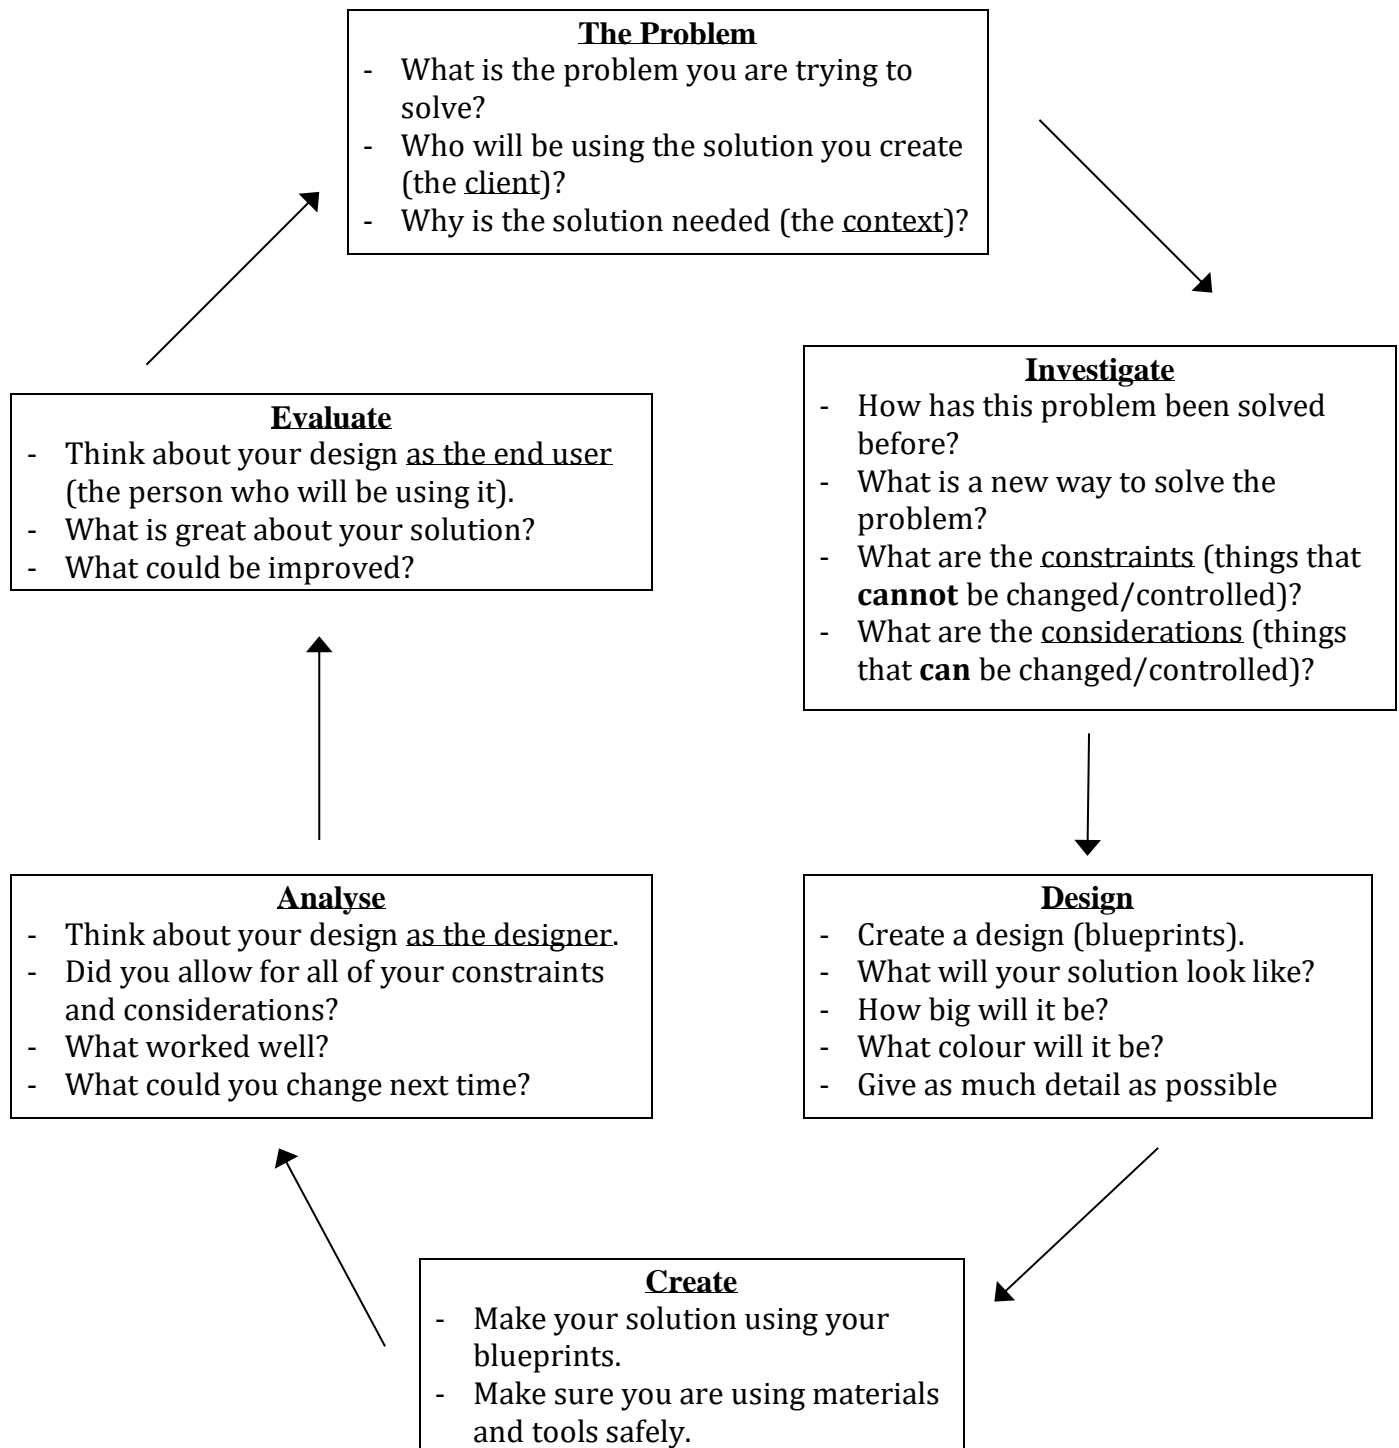 The Problem
- What is the problem you are trying to
solve?
- Who will be using the solution you create
(the client)?
- Why is the solution needed (the context)?
Investigate
- How has this problem been solved
before?
- What is a new way to solve the
problem?
- What are the constraints (things that
cannot be changed/controlled)?
- What are the considerations (things
that can be changed/controlled)?
Design
- Create a design (blueprints).
- What will your solution look like?
- How big will it be?
- What colour will it be?
- Give as much detail as possible
Create
- Make your solution using your
blueprints.
- Make sure you are using materials
and tools safely.
Analyse
- Think about your design as the designer.
- Did you allow for all of your constraints
and considerations?
- What worked well?
- What could you change next time?
Evaluate
- Think about your design as the end user
(the person who will be using it).
- What is great about your solution?
- What could be improved?